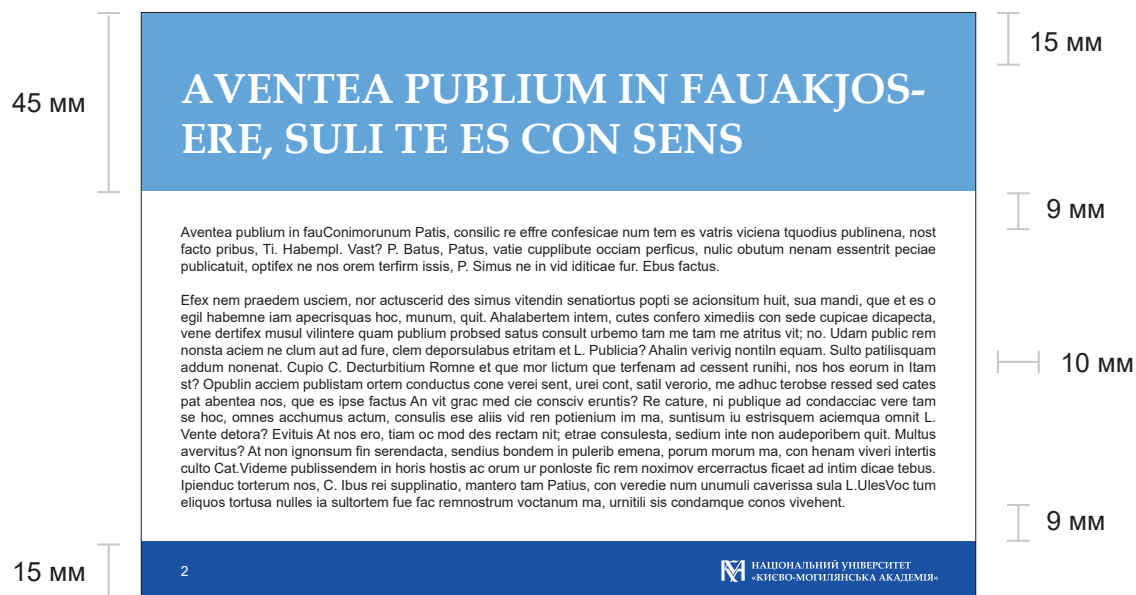 45 мм
15 мм
AVENTEA PUBLIUM IN FAUAKJOS-
ERE, SULI TE ES CON SENS
9 мм
Aventea publium in fauConimorunum Patis, consilic re effre confesicae num tem es vatris viciena tquodius publinena, nost
facto pribus, Ti. Habempl. Vast? P. Batus, Patus, vatie cupplibute occiam perficus, nulic obutum nenam essentrit peciae
publicatuit, optifex ne nos orem terfirm issis, P. Simus ne in vid iditicae fur. Ebus factus.
Efex nem praedem usciem, nor actuscerid des simus vitendin senatiortus popti se acionsitum huit, sua mandi, que et es o
egil habemne iam apecrisquas hoc, munum, quit. Ahalabertem intem, cutes confero ximediis con sede cupicae dicapecta,
vene dertifex musul vilintere quam publium probsed satus consult urbemo tam me tam me atritus vit; no. Udam public rem
nonsta aciem ne clum aut ad fure, clem deporsulabus etritam et L. Publicia? Ahalin verivig nontiln equam. Sulto patilisquam
addum nonenat. Cupio C. Decturbitium Romne et que mor lictum que terfenam ad cessent runihi, nos hos eorum in Itam
st? Opublin acciem publistam ortem conductus cone verei sent, urei cont, satil verorio, me adhuc terobse ressed sed cates
pat abentea nos, que es ipse factus An vit grac med cie consciv eruntis? Re cature, ni publique ad condacciac vere tam
se hoc, omnes acchumus actum, consulis ese aliis vid ren potienium im ma, suntisum iu estrisquem aciemqua omnit L.
Vente detora? Evituis At nos ero, tiam oc mod des rectam nit; etrae consulesta, sedium inte non audeporibem quit. Multus
avervitus? At non ignonsum fin serendacta, sendius bondem in pulerib emena, porum morum ma, con henam viveri intertis
culto Cat.Videme publissendem in horis hostis ac orum ur ponloste fic rem noximov ercerractus ficaet ad intim dicae tebus.
Ipienduc torterum nos, C. Ibus rei supplinatio, mantero tam Patius, con veredie num unumuli caverissa sula L.UlesVoc tum
eliquos tortusa nulles ia sultortem fue fac remnostrum voctanum ma, urnitili sis condamque conos vivehent.
10 мм
9 мм
15 мм
2
НАЦІОНАЛЬНИЙ УНІВЕРСИТЕТ
«КИЄВО-МОГИЛЯНСЬКА АКАДЕМІЯ»